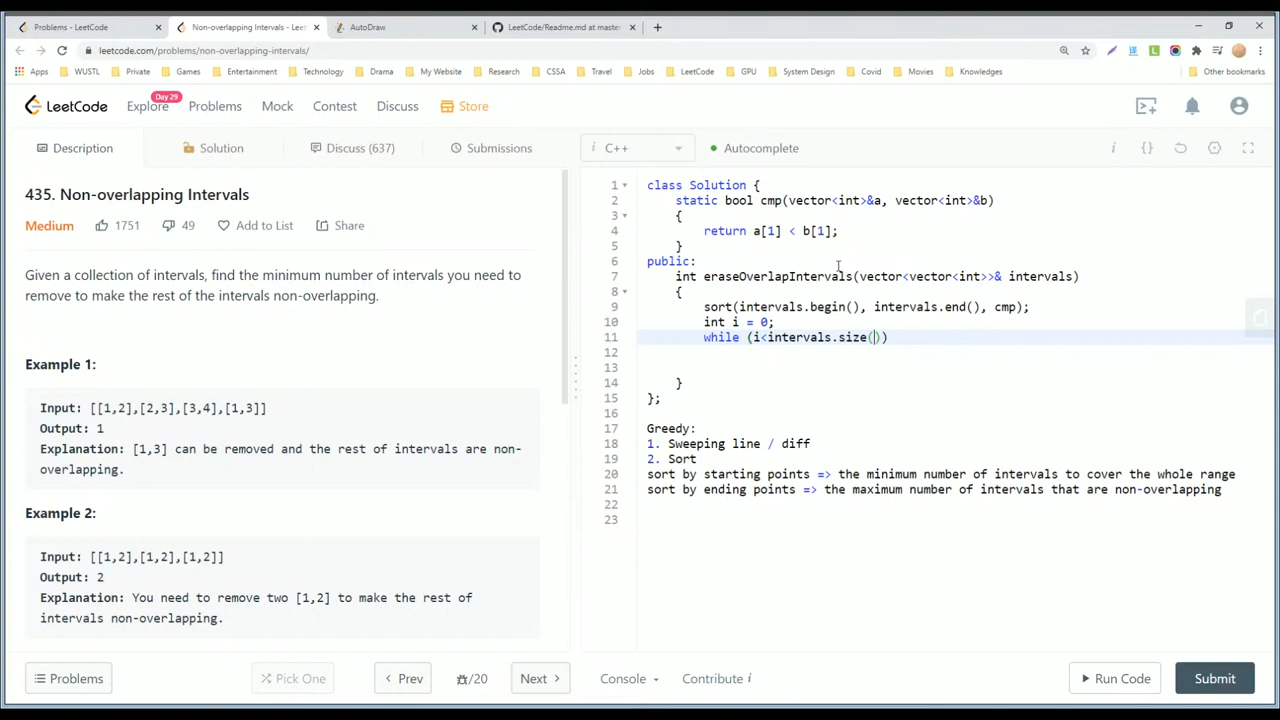 Problems - LeetCode
Non-overlapping Intervals - Leet
AutoDraw
LeetCode/Readme.md at master
leetcode.com/problems/non-overlapping-intervals/
Apps WUSTL Private Games Entertainment Technology Drama My Website Research CSSA Travel Jobs LeetCode GPU System Design Covid Movies Knowledges Other bookmarks
LeetCode Explore Day 29 Problems Mock Contest Discuss Store
Description Solution Discuss (637) Submissions
i C++ Autocomplete
435. Non-overlapping Intervals
Medium 1751 49 Add to List Share
Given a collection of intervals, find the minimum number of intervals you need to
remove to make the rest of the intervals non-overlapping.
Example 1:
Input: [[1,2],[2,3],[3,4],[1,3]]
Output: 1
Explanation: [1,3] can be removed and the rest of intervals are non-
overlapping.
Example 2:
Input: [[1,2],[1,2],[1,2]]
Output: 2
Explanation: You need to remove two [1,2] to make the rest of
intervals non-overlapping.
1 class Solution {
2 static bool cmp(vector<int>&a, vector<int>&b)
3 {
4 return a[1] < b[1];
5 }
6 public:
7 int eraseOverlapIntervals(vector<vector<int>>& intervals)
8 {
9 sort(intervals.begin(), intervals.end(), cmp);
10 int i = 0;
11 while (i<intervals.size())
12
13
14 }
15 };
16
17 Greedy:
18 1. Sweeping line / diff
19 2. Sort
20 sort by starting points => the minimum number of intervals to cover the whole range
21 sort by ending points => the maximum number of intervals that are non-overlapping
22
23
Problems Pick One Prev /20 Next Console Contribute i Run Code Submit